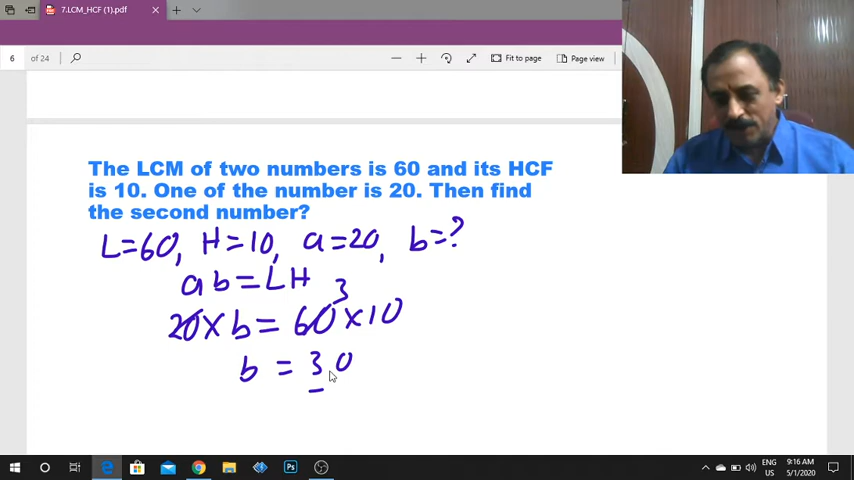 7.LCM_HCF (1).pdf
6 of 24 Fit to page Page view
The LCM of two numbers is 60 and its HCF
is 10. One of the number is 20. Then find
the second number?
L=60, H=10, a=20, b=?
ab=LH
3
20×b=60×10
b=30
ENG 9:16 AM
US 5/1/2020